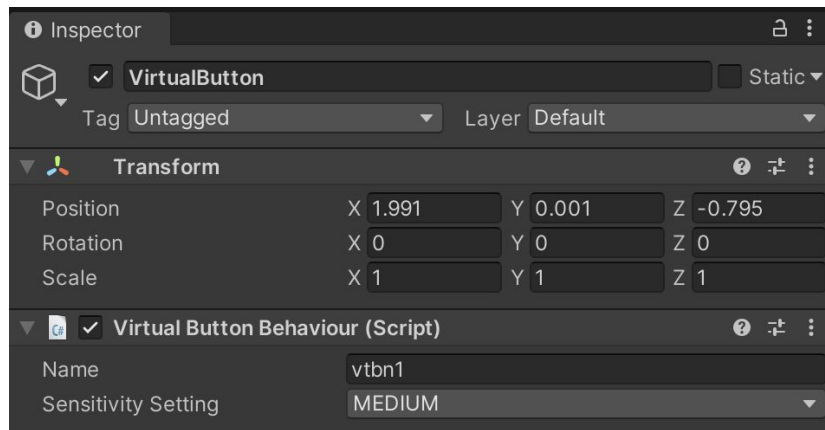 Inspector
VirtualButton Static
Tag Untagged Layer Default
Transform
Position X 1.991 Y 0.001 Z -0.795
Rotation X 0 Y 0 Z 0
Scale X 1 Y 1 Z 1
C# Virtual Button Behaviour (Script)
Name vtbn1
Sensitivity Setting MEDIUM